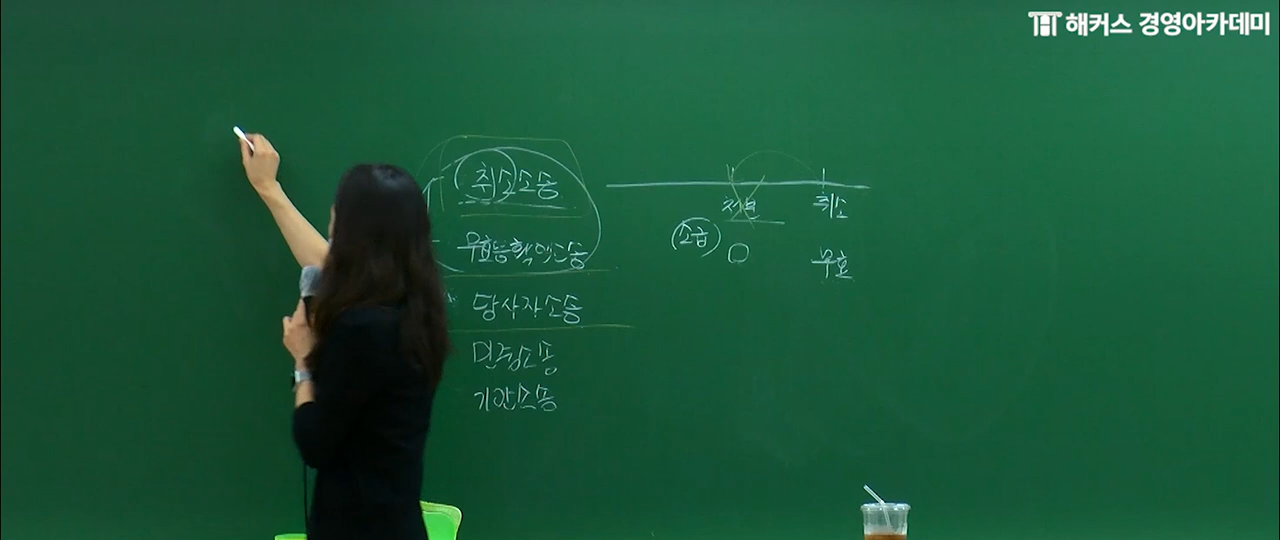 해커스 경영아카데미
취소소송
무효등확인소송
당사자소송
민중소송
기관소송
처분 취소
소급 무효